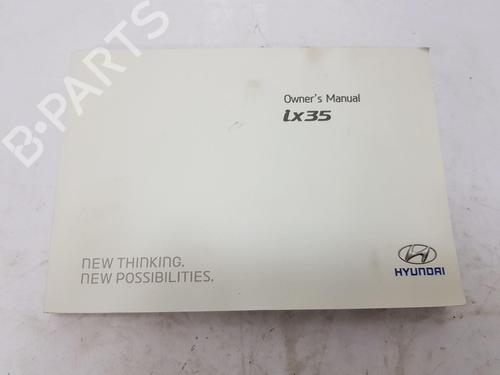 B-PARTS
Owner's Manual
ix35
NEW THINKING.
NEW POSSIBILITIES.
HYUNDAI